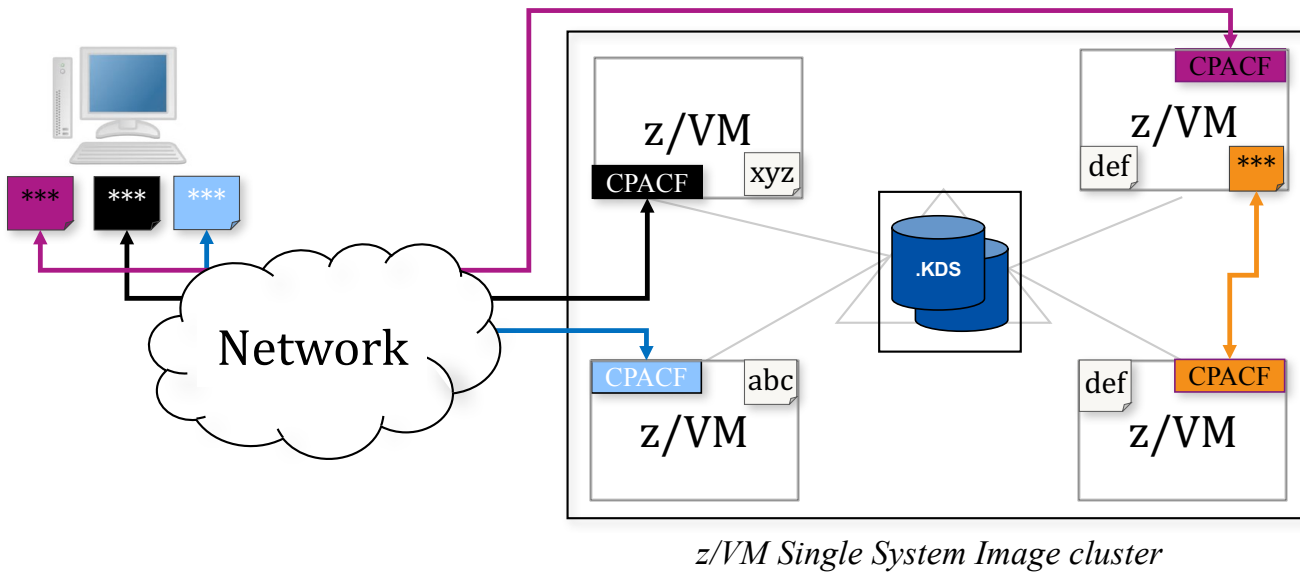 CPACF
z/VM
xyz
CPACF
z/VM
def
***
CPACF
***
***
***
.KDS
Network
CPACF
abc
z/VM
def
CPACF
z/VM
z/VM Single System Image cluster